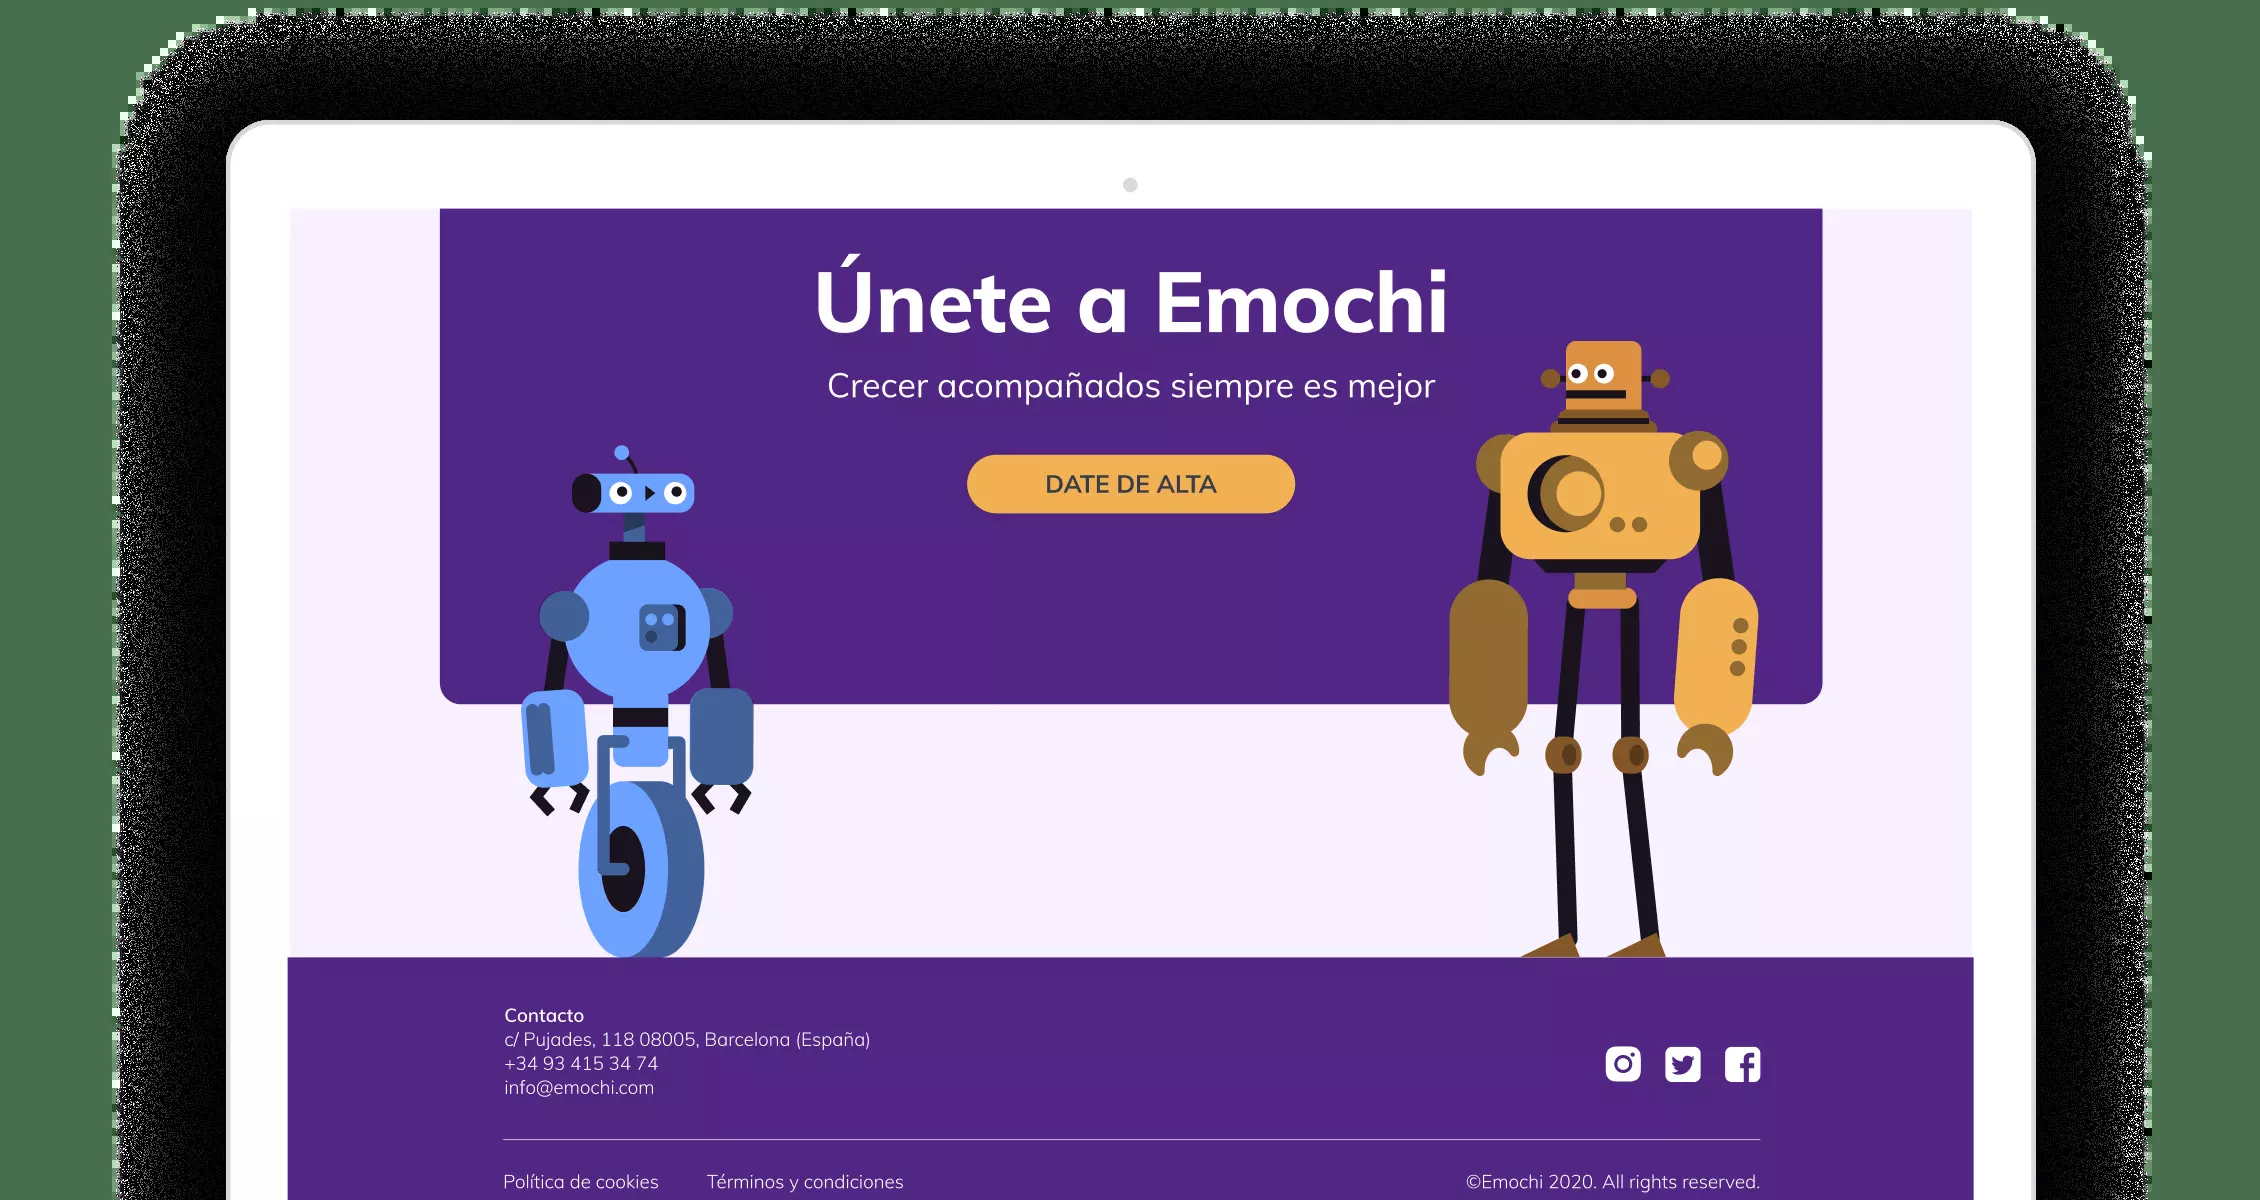 Únete a Emochi
Crecer acompañados siempre es mejor
DATE DE ALTA
Contacto
c/ Pujades, 118 08005, Barcelona (España)
+34 93 415 34 74
info@emochi.com
Política de cookies
Términos y condiciones
©Emochi 2020. All rights reserved.